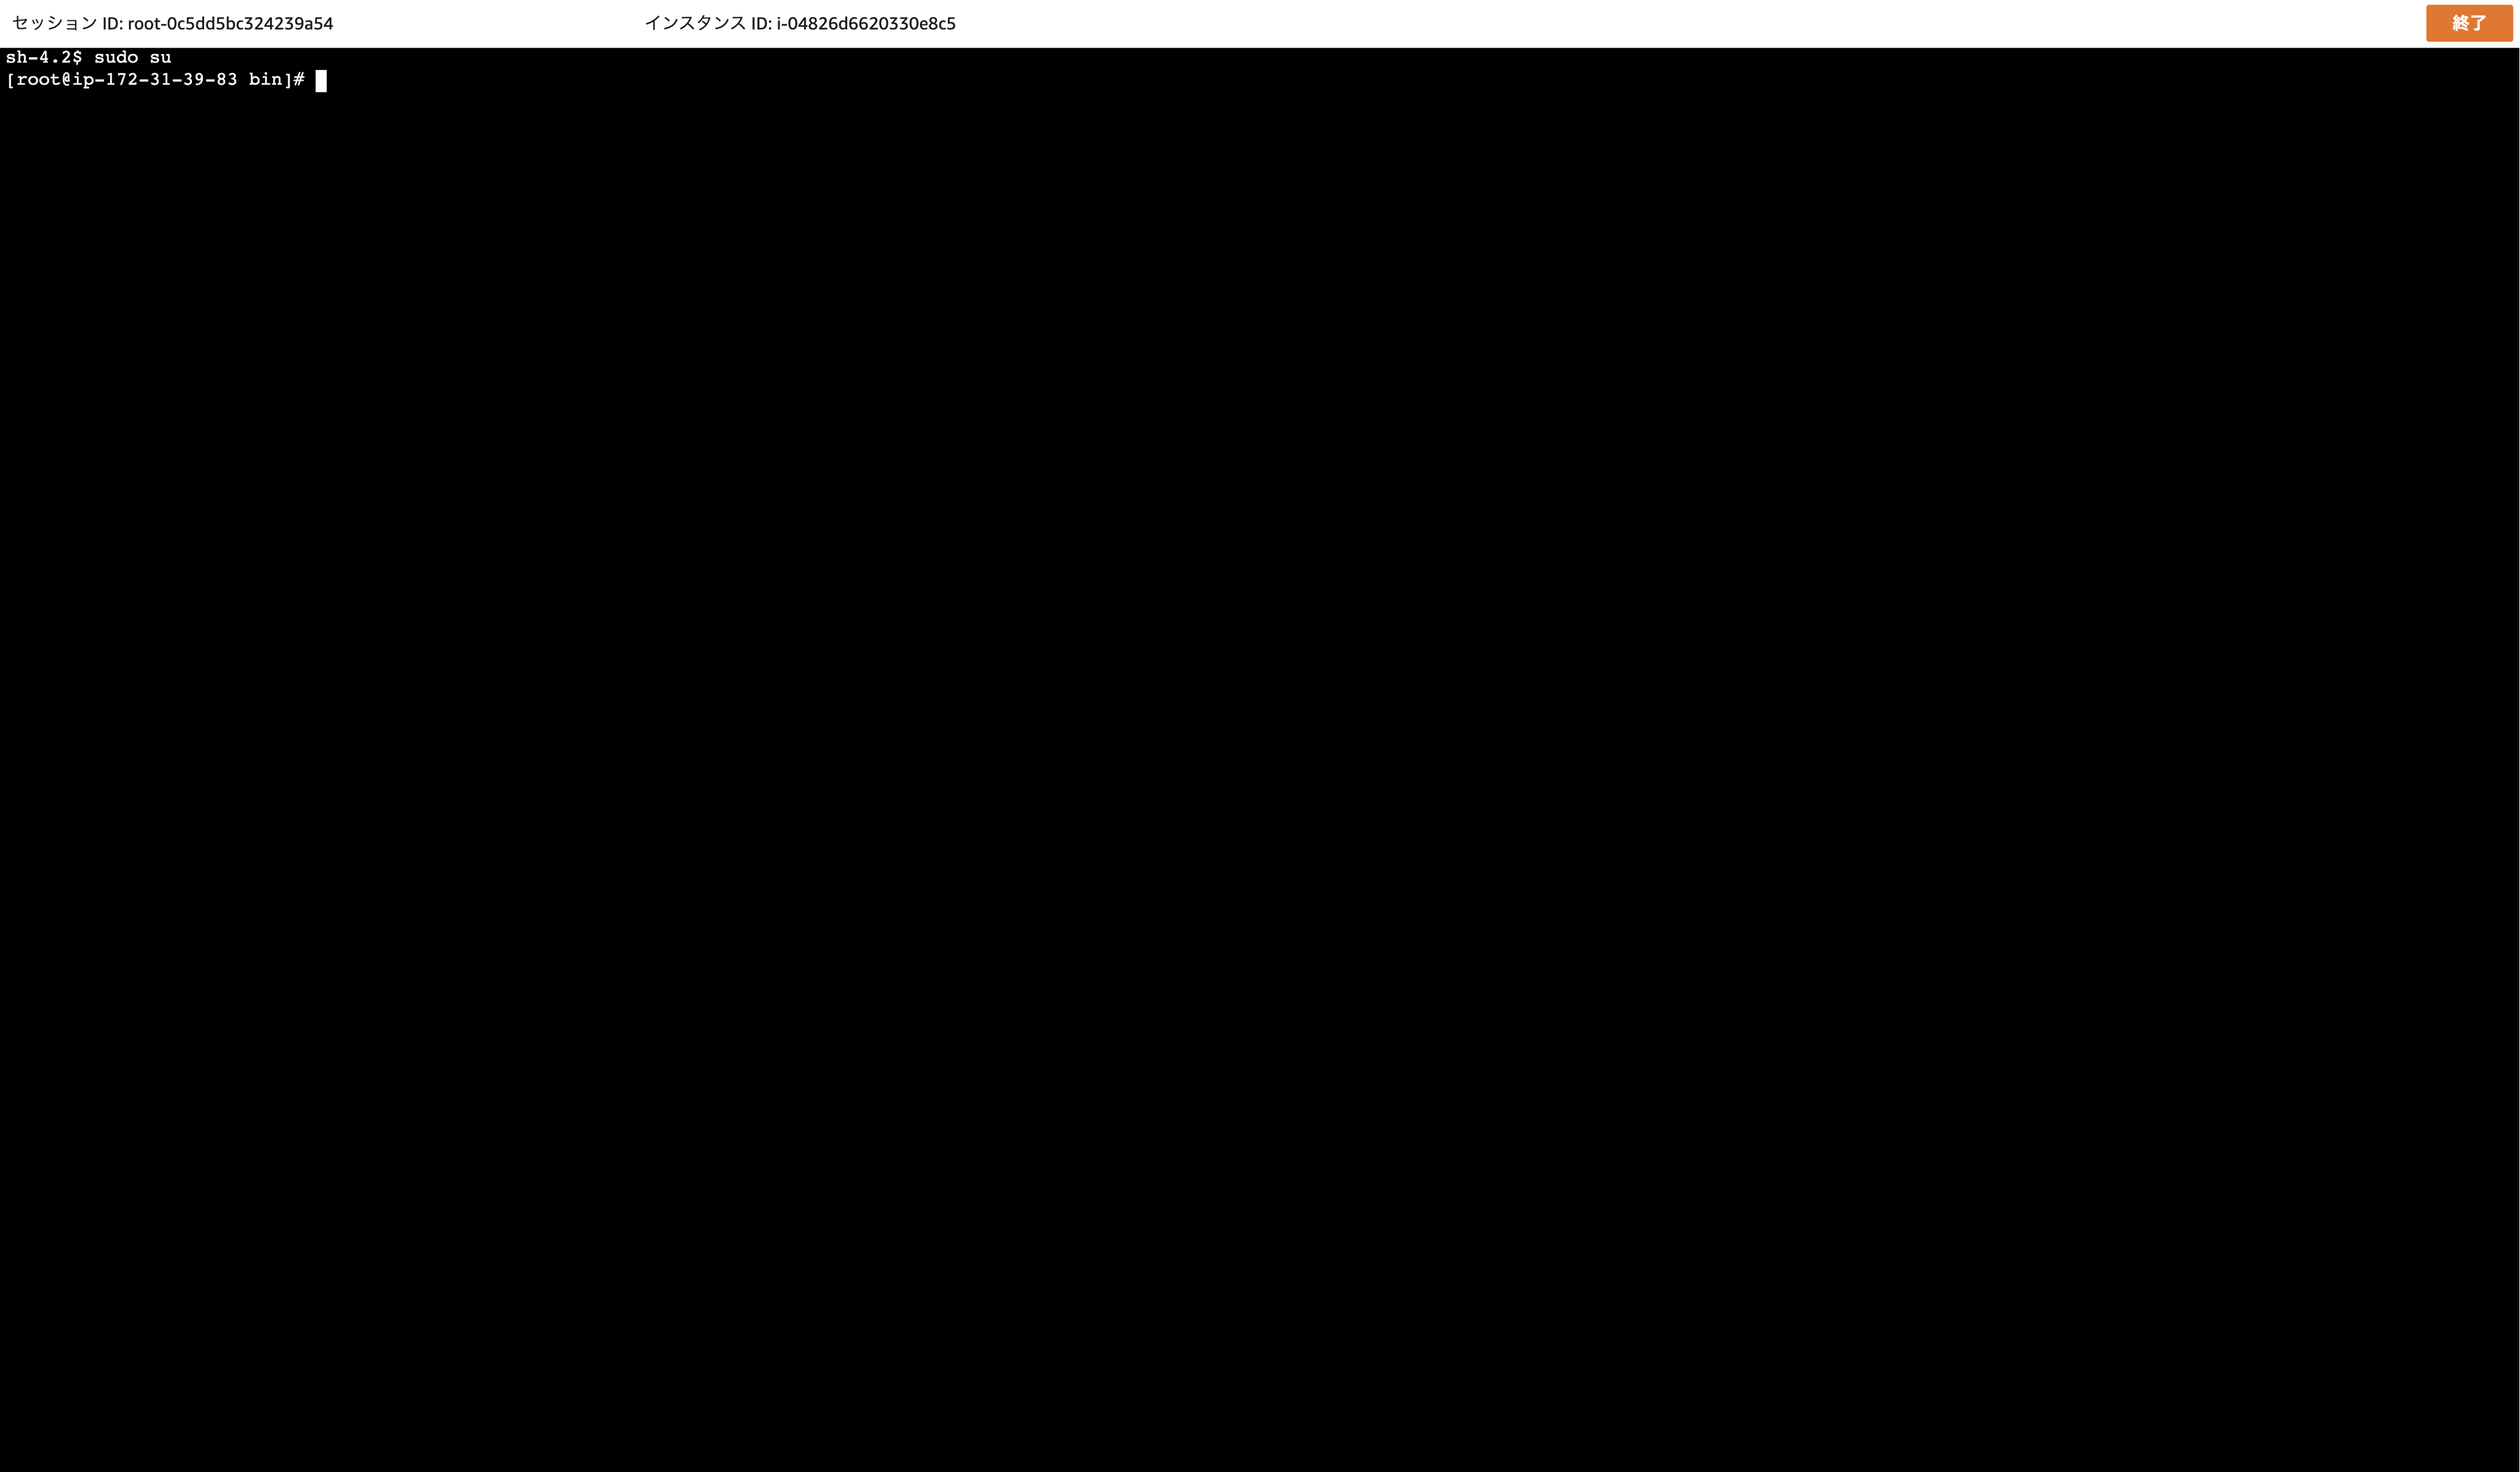 セッション ID: root-0c5dd5bc324239a54 インスタンス ID: i-04826d6620330e8c5 終了
sh-4.2$ sudo su
[root@ip-172-31-39-83 bin]#